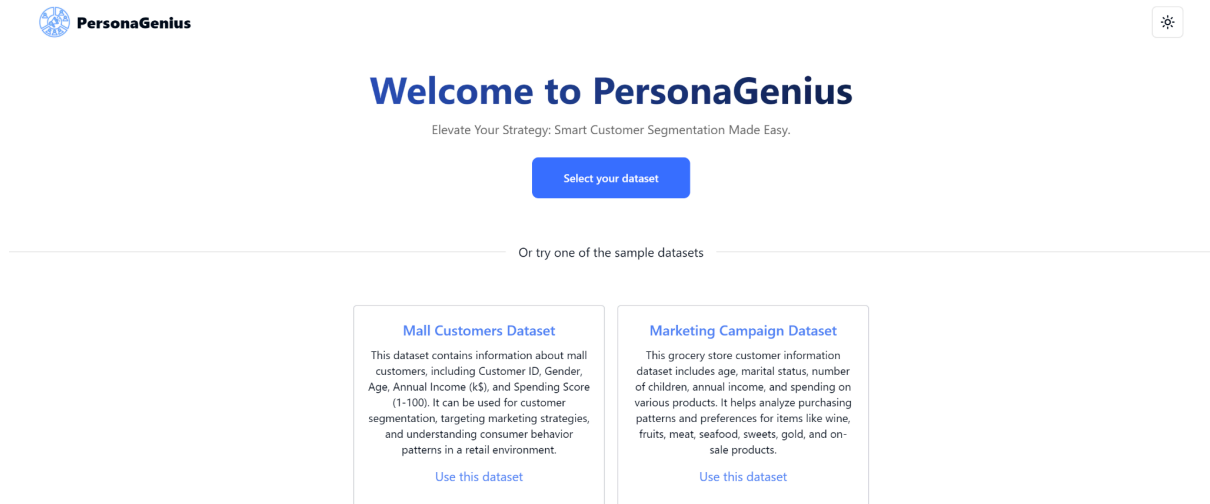 PersonaGenius
Welcome to PersonaGenius
Elevate Your Strategy: Smart Customer Segmentation Made Easy.
Select your dataset
Or try one of the sample datasets
Mall Customers Dataset
This dataset contains information about mall
customers, including Customer ID, Gender,
Age, Annual Income (k$), and Spending Score
(1-100). It can be used for customer
segmentation, targeting marketing strategies,
and understanding consumer behavior
patterns in a retail environment.
Use this dataset
Marketing Campaign Dataset
This grocery store customer information
dataset includes age, marital status, number
of children, annual income, and spending on
various products. It helps analyze purchasing
patterns and preferences for items like wine,
fruits, meat, seafood, sweets, gold, and on-
sale products.
Use this dataset